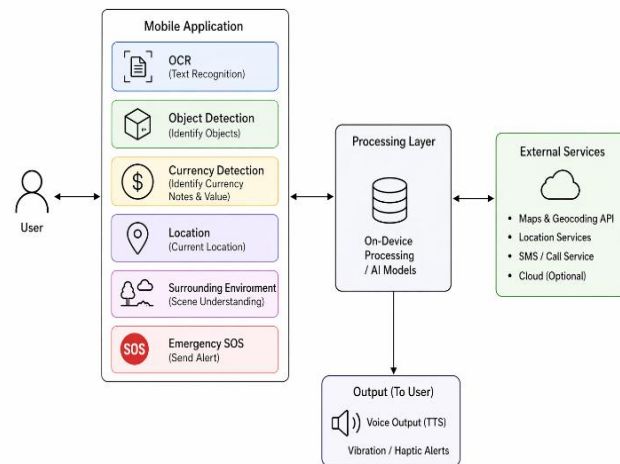 Mobile Application
OCR
(Text Recognition)
Object Detection
(Identify Objects)
$
Currency Detection
(Identify Currency
Notes & Value)
Location
(Current Location)
Surrounding Environment
(Scene Understanding)
SOS
Emergency SOS
(Send Alert)
User
Processing Layer
On-Device
Processing
/ AI Models
External Services
• Maps & Geocoding API
• Location Services
• SMS / Call Service
• Cloud (Optional)
Output (To User)
Voice Output (TTS)
Vibration / Haptic Alerts